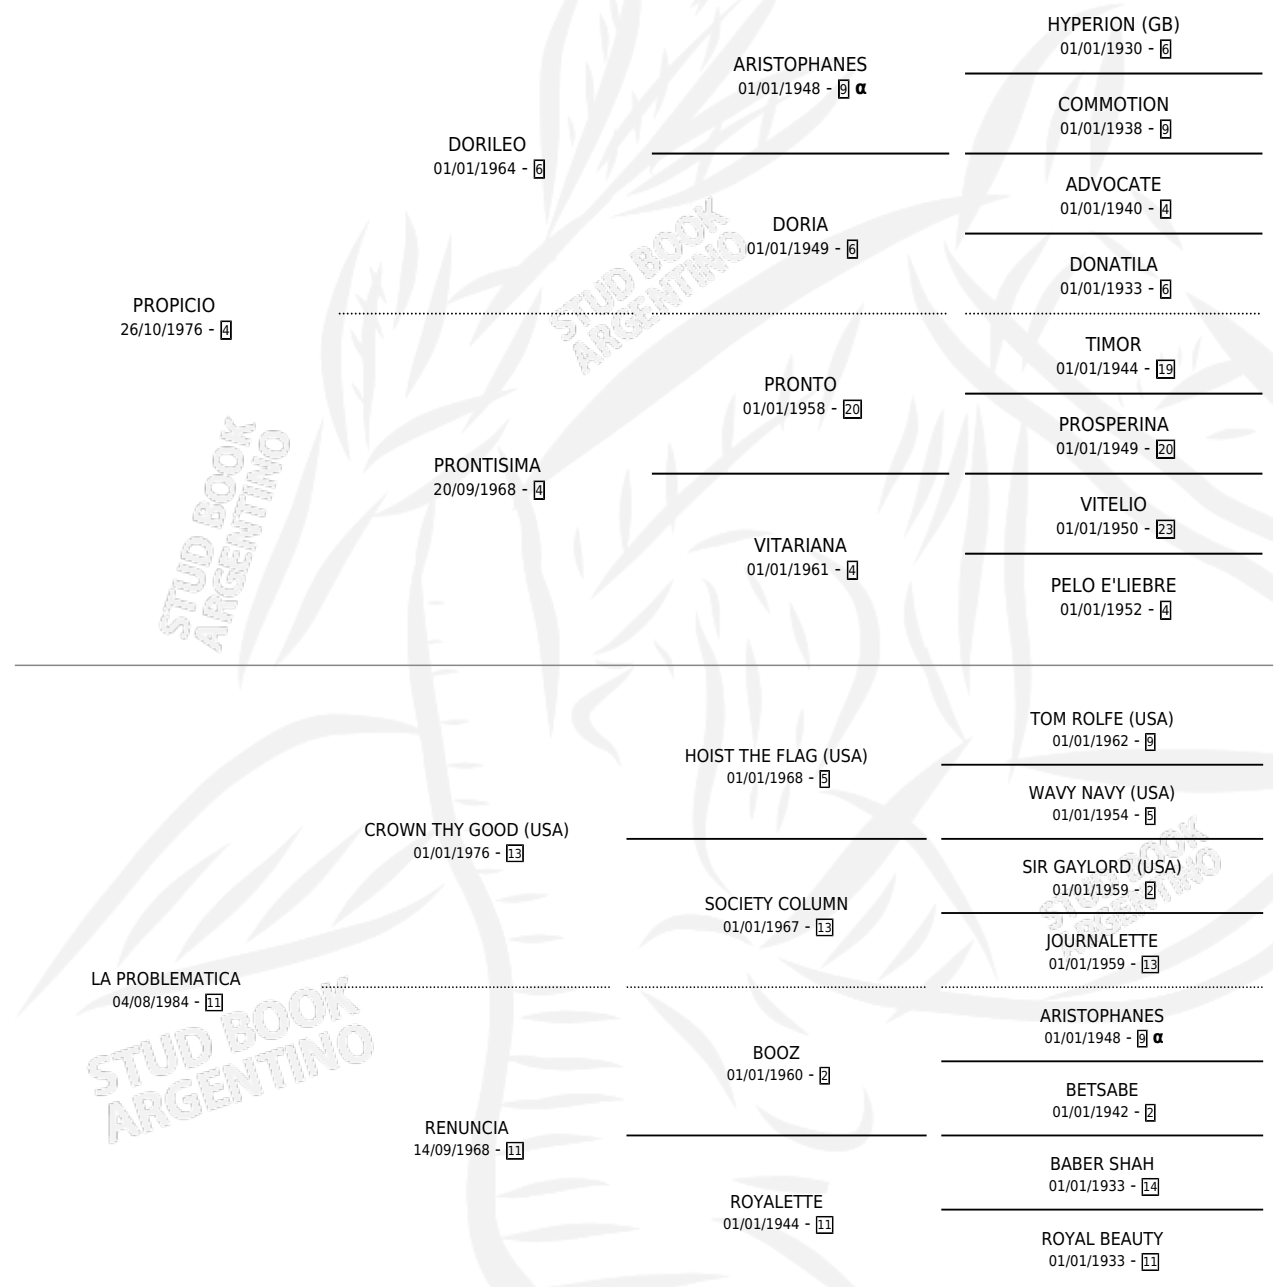 HYPERION (GB)
01/01/1930 - 6
ARISTOPHANES
01/01/1948 - 9 α
COMMOTION
01/01/1938 - 9
DORILEO
01/01/1964 - 6
ADVOCATE
01/01/1940 - 4
DORIA
01/01/1949 - 6
DONATILA
01/01/1933 - 6
PROPICIO
26/10/1976 - 4
TIMOR
01/01/1944 - 19
PRONTO
01/01/1958 - 20
PROSPERINA
01/01/1949 - 20
PRONTISIMA
20/09/1968 - 4
VITELIO
01/01/1950 - 23
VITARIANA
01/01/1961 - 4
PELO E'LIEBRE
01/01/1952 - 4
TOM ROLFE (USA)
01/01/1962 - 9
HOIST THE FLAG (USA)
01/01/1968 - 5
WAVY NAVY (USA)
01/01/1954 - 5
CROWN THY GOOD (USA)
01/01/1976 - 13
SIR GAYLORD (USA)
01/01/1959 - 2
SOCIETY COLUMN
01/01/1967 - 13
JOURNALETTE
01/01/1959 - 13
LA PROBLEMATICA
04/08/1984 - 11
ARISTOPHANES
01/01/1948 - 9 α
BOOZ
01/01/1960 - 2
BETSABE
01/01/1942 - 2
RENUNCIA
14/09/1968 - 11
BABER SHAH
01/01/1933 - 14
ROYALETTE
01/01/1944 - 11
ROYAL BEAUTY
01/01/1933 - 11
STUD BOOK
ARGENTINO
STUD BOOK
ARGENTINO
STUD BOOK
ARGENTINO
STUD BOOK
ARGENTINO